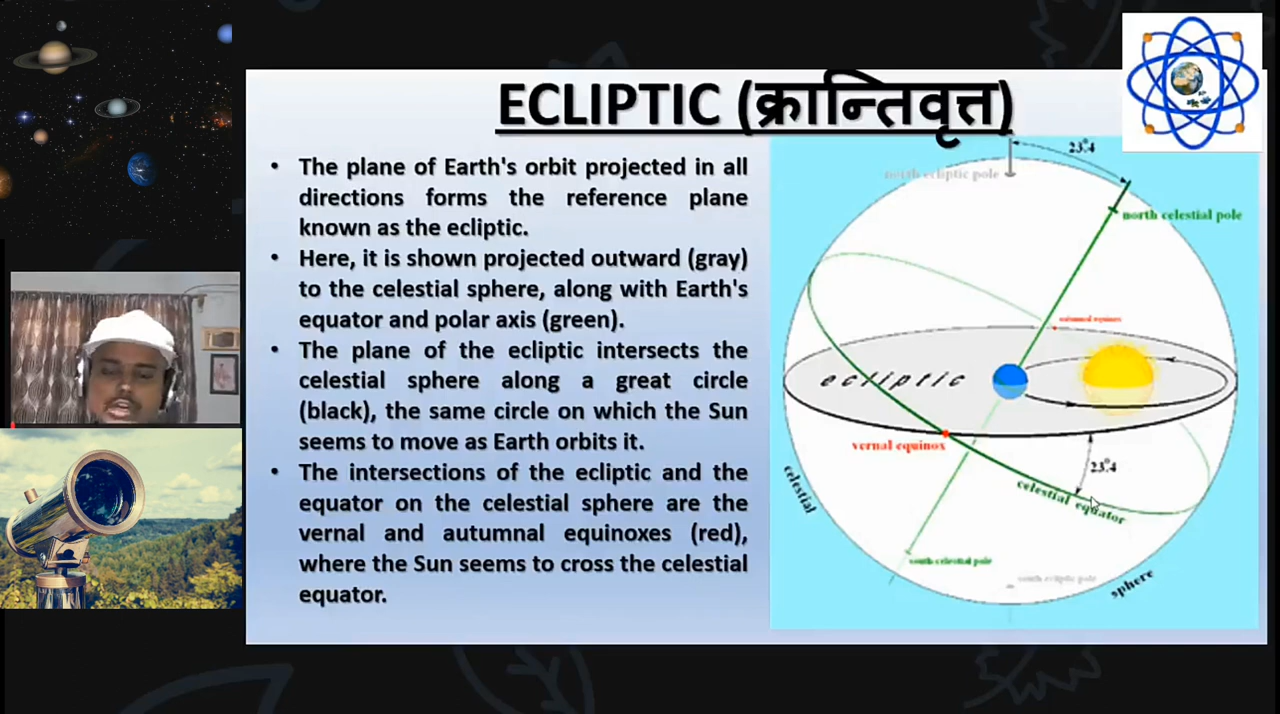 ECLIPTIC (क्रान्तिवृत्त)
• The plane of Earth's orbit projected in all
directions forms the reference plane
known as the ecliptic.
• Here, it is shown projected outward (gray)
to the celestial sphere, along with Earth's
equator and polar axis (green).
• The plane of the ecliptic intersects the
celestial sphere along a great circle
(black), the same circle on which the Sun
seems to move as Earth orbits it.
• The intersections of the ecliptic and the
equator on the celestial sphere are the
vernal and autumnal equinoxes (red),
where the Sun seems to cross the celestial
equator.
23.4°
north ecliptic pole
north celestial pole
autumnal equinox
ecliptic
vernal equinox
23.4°
celestial equator
celestial
south celestial pole
south ecliptic pole
sphere